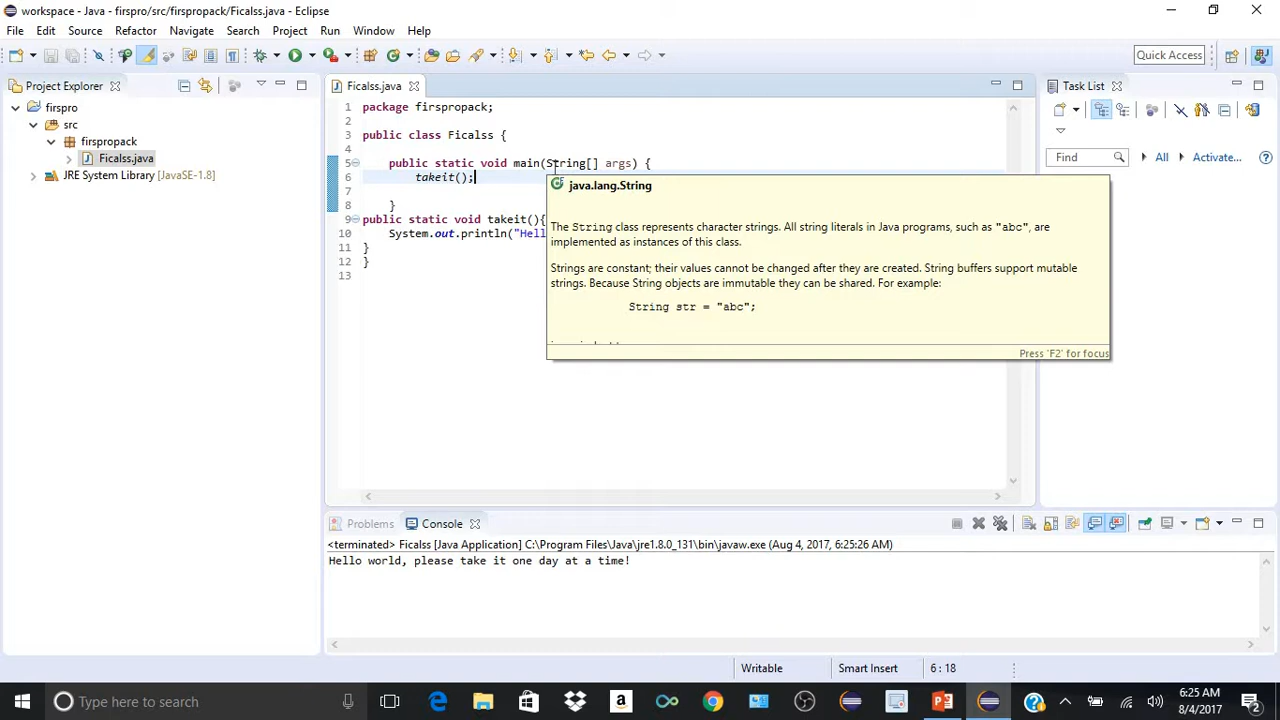 workspace - Java - firspro/src/firspropack/Ficalss.java - Eclipse
File Edit Source Refactor Navigate Search Project Run Window Help
Quick Access
Project Explorer
firspro
src
firspropack
Ficalss.java
JRE System Library [JavaSE-1.8]
Ficalss.java
1 package firspropack;
2
3 public class Ficalss {
4
5 public static void main(String[] args) {
6 takeit();
7
8 }
9 public static void takeit(){
10 System.out.println("Hell
11 }
12 }
13
java.lang.String
The String class represents character strings. All string literals in Java programs, such as "abc", are
implemented as instances of this class.
Strings are constant; their values cannot be changed after they are created. String buffers support mutable
strings. Because String objects are immutable they can be shared. For example:
String str = "abc";
Press 'F2' for focus
Task List
Find All Activate...
Problems Console
<terminated> Ficalss [Java Application] C:\Program Files\Java\jre1.8.0_131\bin\javaw.exe (Aug 4, 2017, 6:25:26 AM)
Hello world, please take it one day at a time!
Writable Smart Insert 6 : 18
Type here to search
6:25 AM
8/4/2017